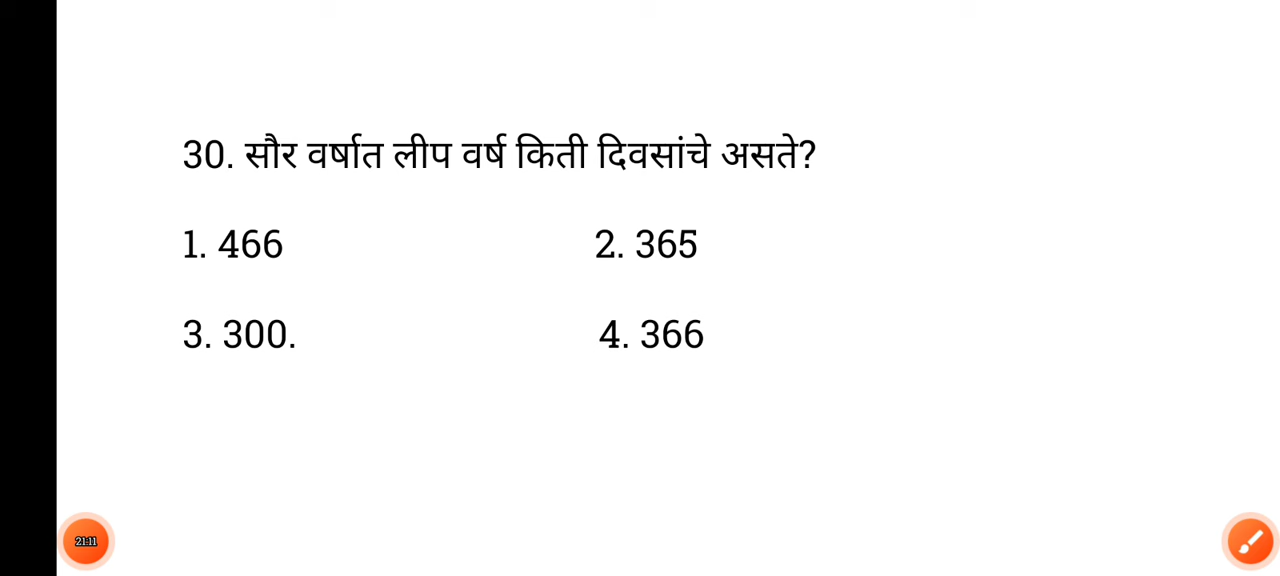 30. सौर वर्षात लीप वर्ष किती दिवसांचे असते?
1. 466 2. 365
3. 300. 4. 366
21:11